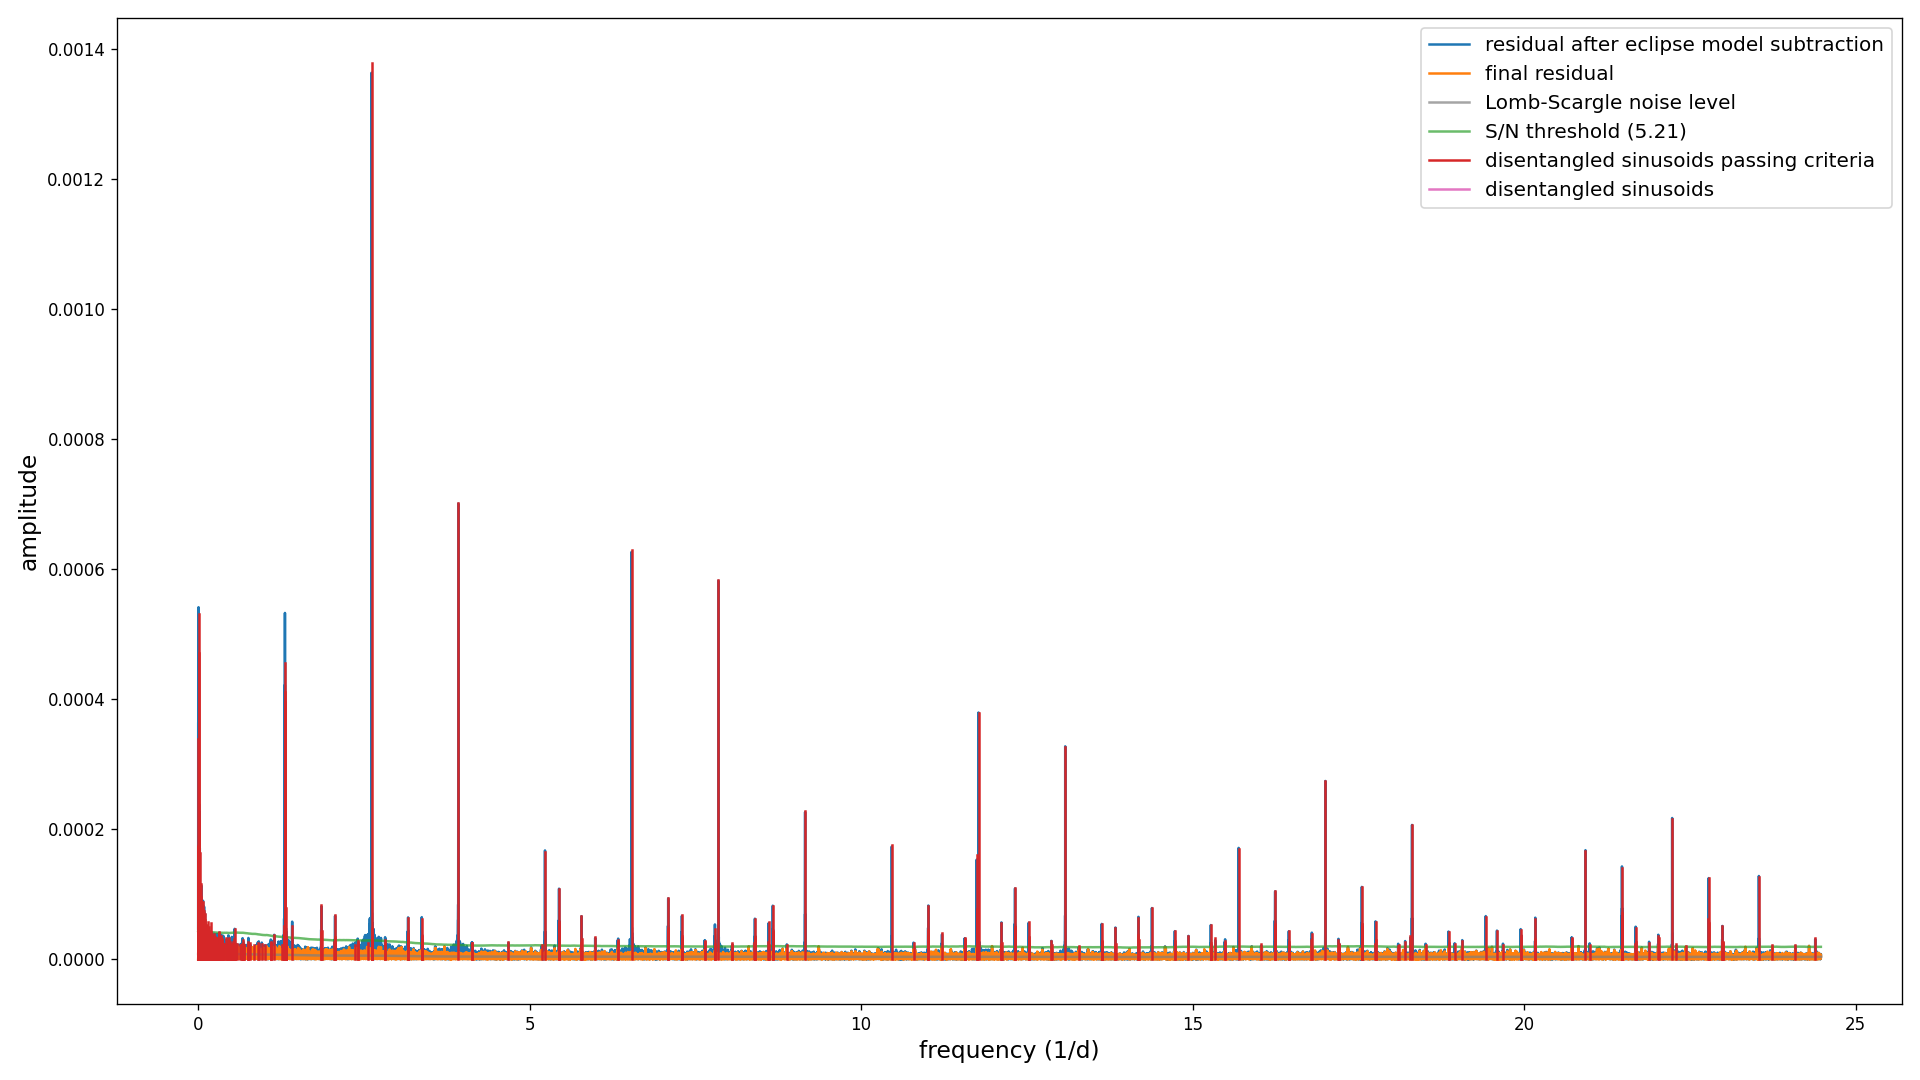 0.0014
0.0012
0.0010
0.0008
0.0006
0.0004
0.0002
0.0000
amplitude
residual after eclipse model subtraction
final residual
Lomb-Scargle noise level
S/N threshold (5.21)
disentangled sinusoids passing criteria
disentangled sinusoids
0 5 10 15 20 25
frequency (1/d)